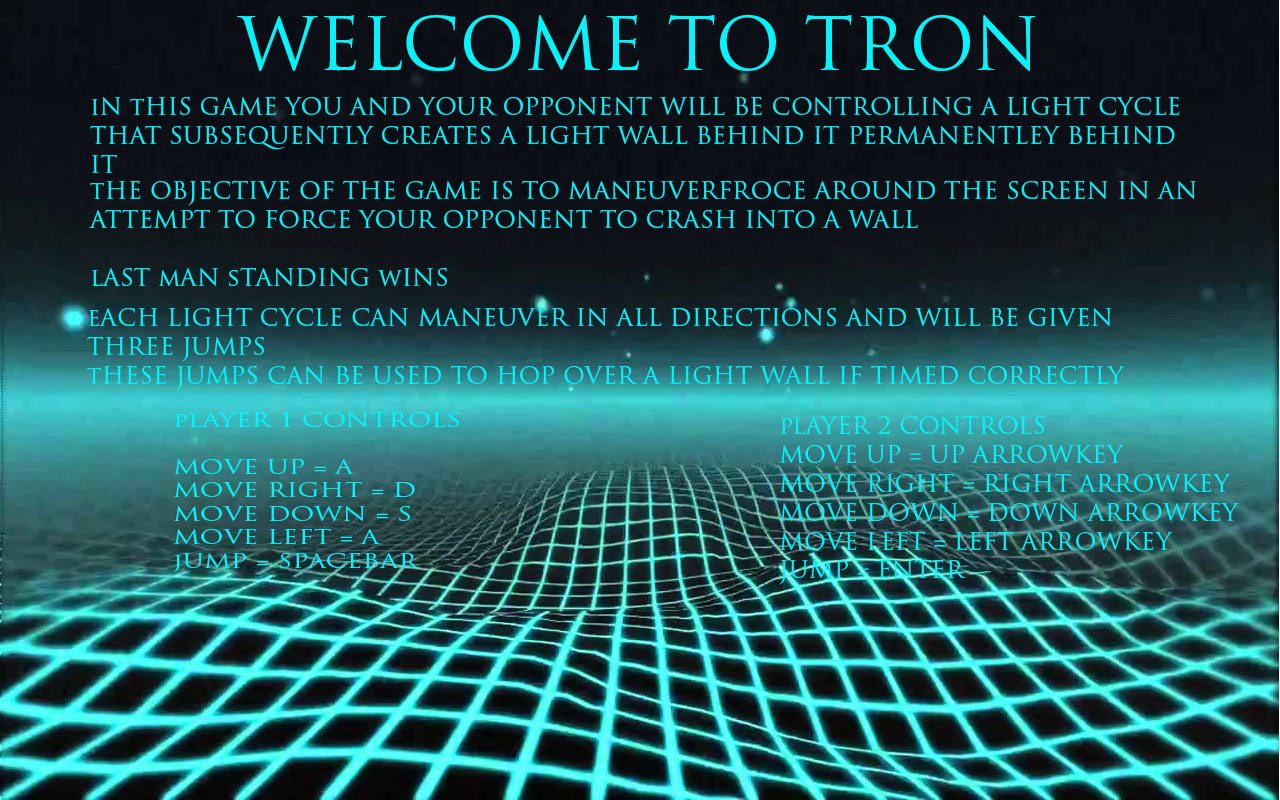 WELCOME TO TRON
IN THIS GAME YOU AND YOUR OPPONENT WILL BE CONTROLLING A LIGHT CYCLE
THAT SUBSEQUENTLY CREATES A LIGHT WALL BEHIND IT PERMANENTLEY BEHIND
IT
THE OBJECTIVE OF THE GAME IS TO MANEUVERFROCE AROUND THE SCREEN IN AN
ATTEMPT TO FORCE YOUR OPPONENT TO CRASH INTO A WALL
LAST MAN STANDING WINS
EACH LIGHT CYCLE CAN MANEUVER IN ALL DIRECTIONS AND WILL BE GIVEN
THREE JUMPS
THESE JUMPS CAN BE USED TO HOP OVER A LIGHT WALL IF TIMED CORRECTLY
PLAYER 1 CONTROLS
MOVE UP = A
MOVE RIGHT = D
MOVE DOWN = S
MOVE LEFT = A
JUMP = SPACEBAR
PLAYER 2 CONTROLS
MOVE UP = UP ARROWKEY
MOVE RIGHT = RIGHT ARROWKEY
MOVE DOWN = DOWN ARROWKEY
MOVE LEFT = LEFT ARROWKEY
JUMP = ENTER